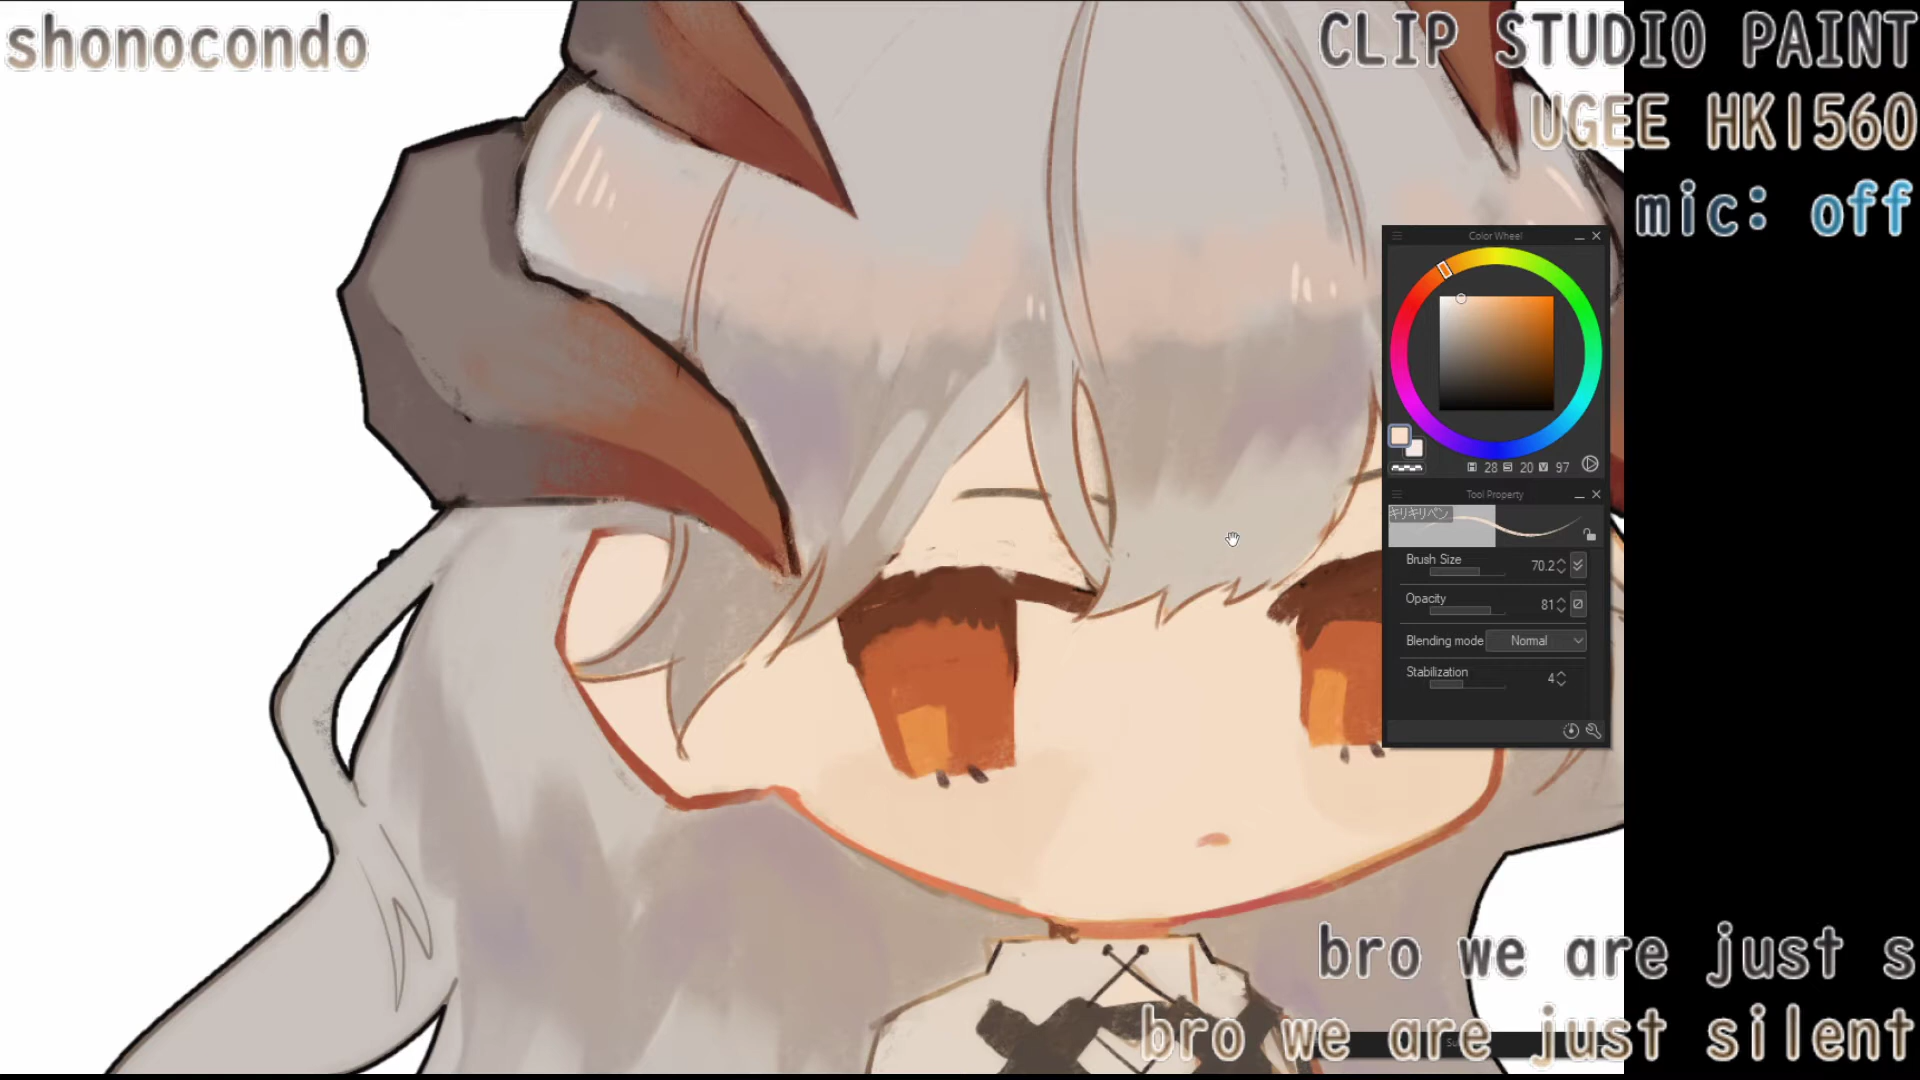 shonocondo
CLIP STUDIO PAINT
UGEE HK1560
mic: off
Color Wheel
H 28 S 20 V 97
Tool Property
キリキリペン
Brush Size 70.2
Opacity 81
Blending mode Normal
Stabilization 4
bro we are just s
bro we are just silent